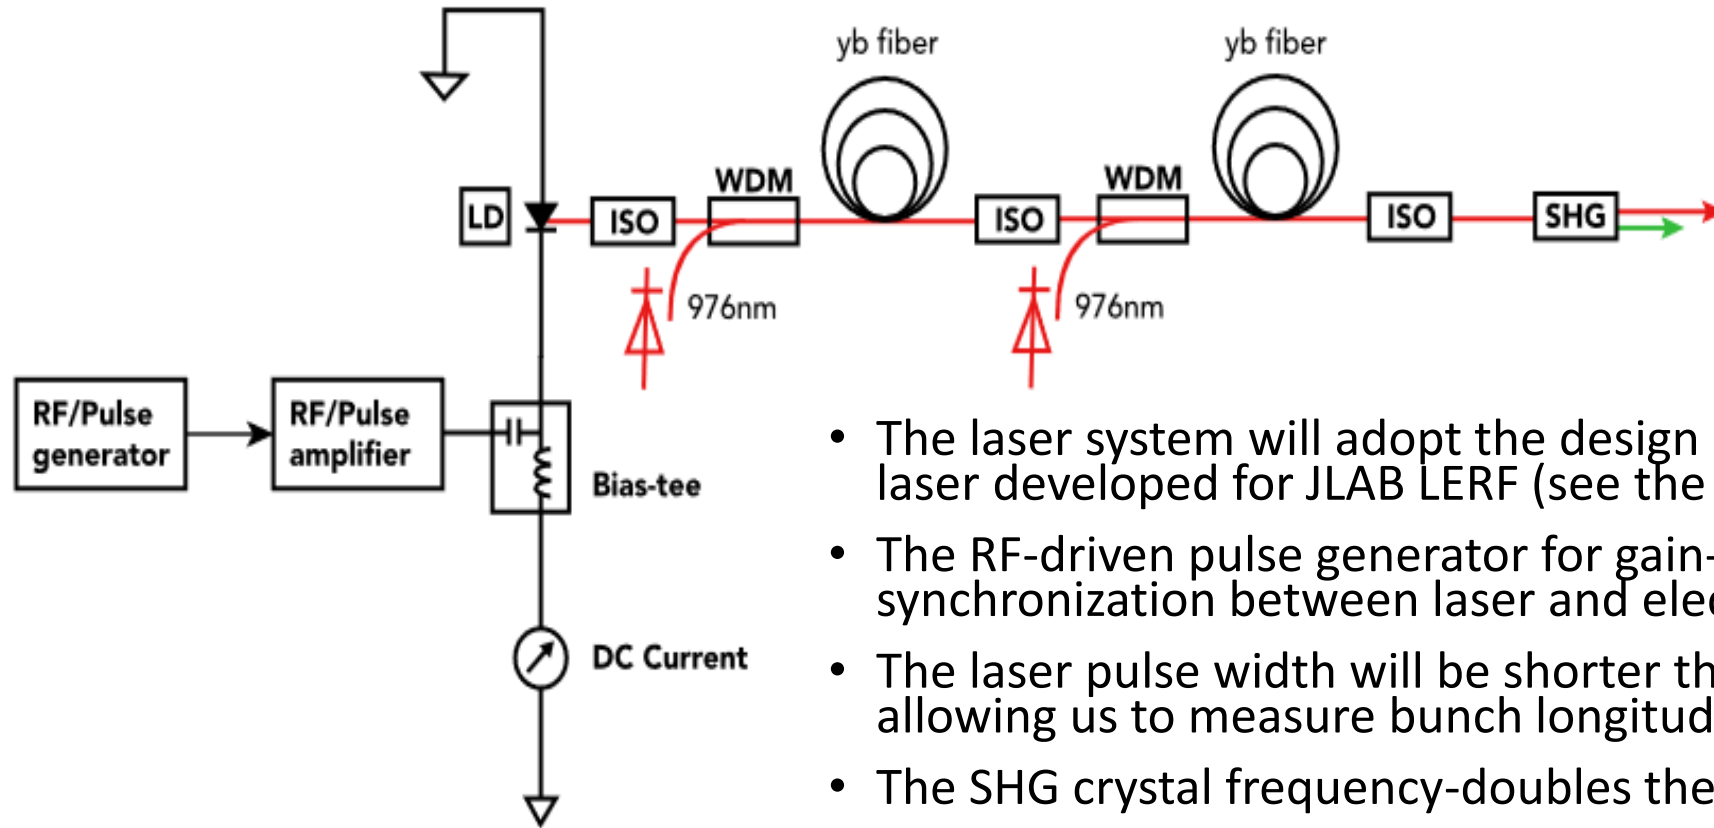 yb fiber
yb fiber
WDM
WDM
LD
ISO
ISO
ISO
SHG
976nm
976nm
RF/Pulse
generator
RF/Pulse
amplifier
Bias-tee
DC Current
• The laser system will adopt the design
laser developed for JLAB LERF (see the
• The RF-driven pulse generator for gain-
synchronization between laser and
• The laser pulse width will be shorter
allowing us to measure bunch
• The SHG crystal frequency-doubles the